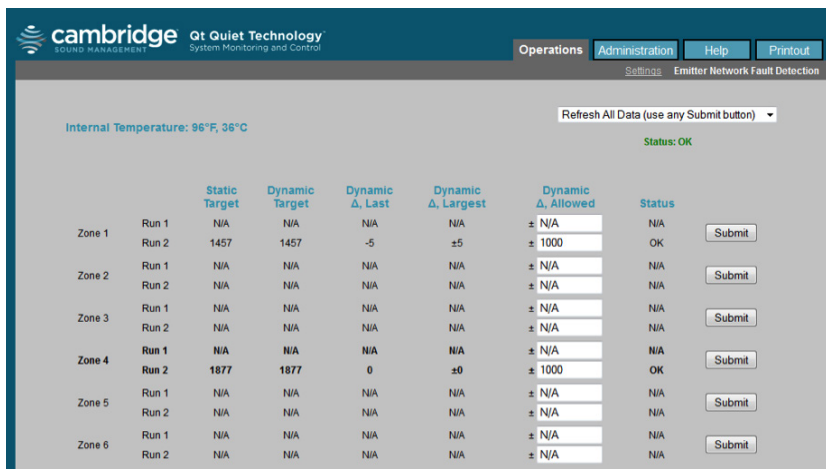 cambridge Qt Quiet Technology™
SOUND MANAGEMENT System Monitoring and Control
Operations Administration Help Printout
Settings Emitter Network Fault Detection
Refresh All Data (use any Submit button)
Internal Temperature: 96°F, 36°C
Status: OK
Static Target Dynamic Target Dynamic Δ, Last Dynamic Δ, Largest Dynamic Δ, Allowed Status
Zone 1
Run 1 N/A N/A N/A N/A ± N/A N/A
Run 2 1457 1457 -5 ±5 ± 1000 OK
Submit
Zone 2
Run 1 N/A N/A N/A N/A ± N/A N/A
Run 2 N/A N/A N/A N/A ± N/A N/A
Submit
Zone 3
Run 1 N/A N/A N/A N/A ± N/A N/A
Run 2 N/A N/A N/A N/A ± N/A N/A
Submit
Zone 4
Run 1 N/A N/A N/A N/A ± N/A N/A
Run 2 1877 1877 0 ±0 ± 1000 OK
Submit
Zone 5
Run 1 N/A N/A N/A N/A ± N/A N/A
Run 2 N/A N/A N/A N/A ± N/A N/A
Submit
Zone 6
Run 1 N/A N/A N/A N/A ± N/A N/A
Run 2 N/A N/A N/A N/A ± N/A N/A
Submit